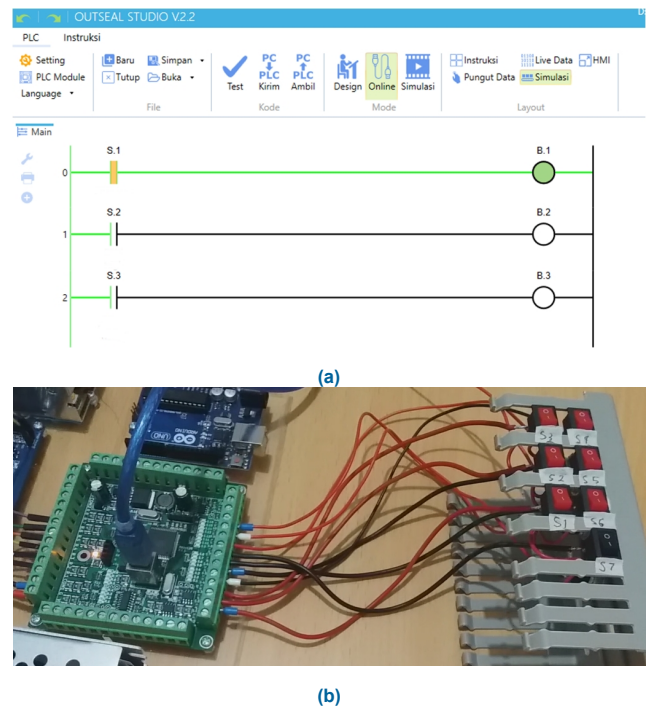 OUTSEAL STUDIO V2.2
PLC Instruksi
Setting
PLC Module
Language
Baru Simpan
Tutup Buka
File
Test
PC PLC Kirim
PC PLC Ambil
Kode
Design Online Simulasi
Mode
Instruksi Live Data HMI
Pungut Data Simulasi
Layout
Main
S.1 B.1
0
S.2 B.2
1
S.3 B.3
2
(a)
UNO
S3
S2 S5
S1 S6
S7
(b)